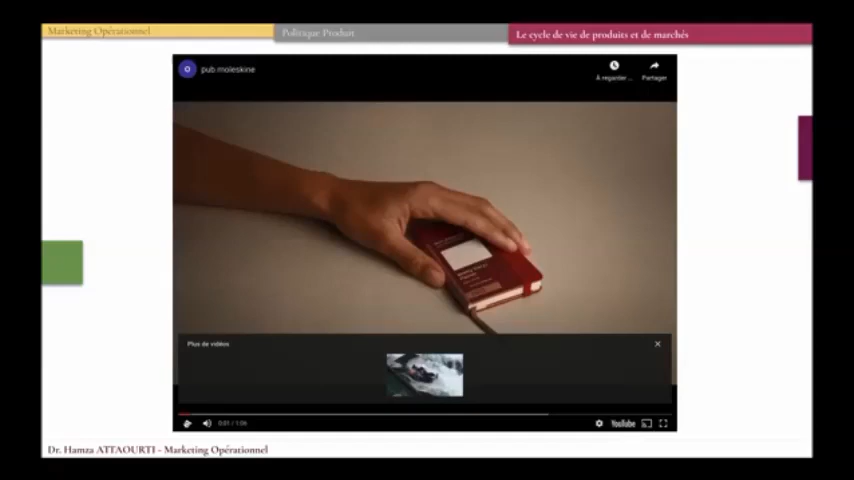 Marketing Opérationnel
Politique Produit
Le cycle de vie de produits et de marchés
O
pub moleskine
À regarder ...
Partager
Plus de vidéos
0:01 / 1:06
YouTube
Dr. Hamza ATTAOURTI - Marketing Opérationnel